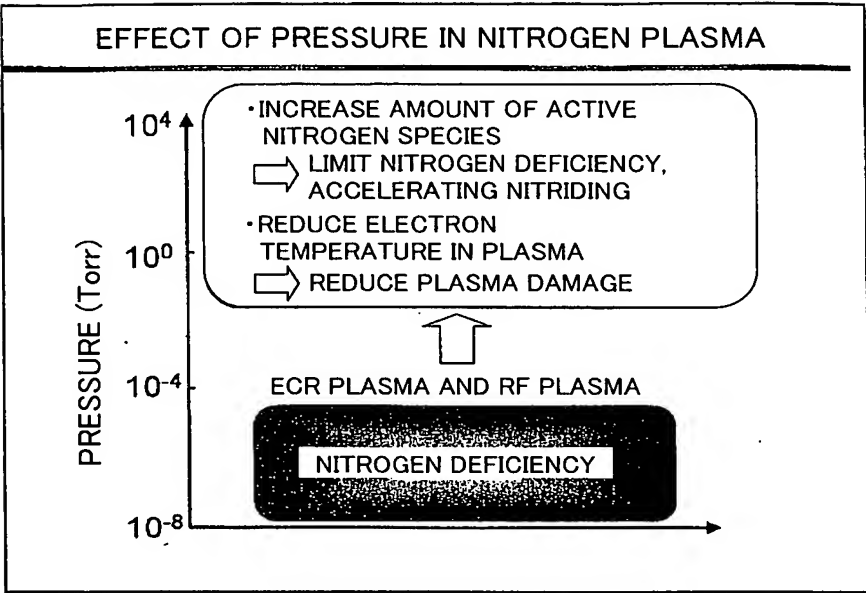 EFFECT OF PRESSURE IN NITROGEN PLASMA
・INCREASE AMOUNT OF ACTIVE
NITROGEN SPECIES
LIMIT NITROGEN DEFICIENCY,
ACCELERATING NITRIDING
・REDUCE ELECTRON
TEMPERATURE IN PLASMA
REDUCE PLASMA DAMAGE
ECR PLASMA AND RF PLASMA
NITROGEN DEFICIENCY
PRESSURE (Torr)
10⁴
10⁰
10⁻⁴
10⁻⁸